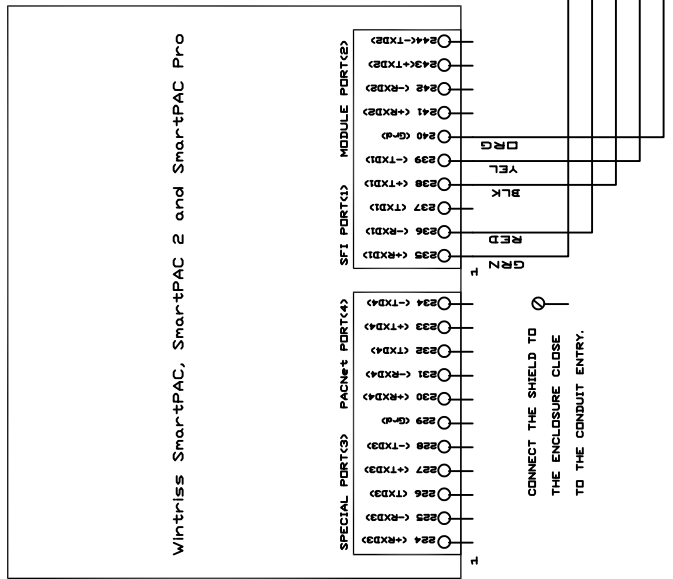 Wintriss SmartPAC, SmartPAC 2 and SmartPAC Pro
MODULE PORT(2)
SFI PORT(1)
244(-TXD2)
243(+TXD2)
242 (-RXD2)
241 (+RXD2)
240 (Grd)
239 (-TXD1)
238 (+TXD1)
237 (TXD1)
236 (-RXD1)
235 (+RXD1)
ORG
YEL
BLK
RED
GRN
1
PACNet PORT(4)
SPECIAL PORT(3)
234 (-TXD4)
233 (+TXD4)
232 (TXD4)
231 (-RXD4)
230 (+RXD4)
229 (Grd)
228 (-TXD3)
227 (+TXD3)
226 (TXD3)
225 (-RXD3)
224 (+RXD3)
1
CONNECT THE SHIELD TO
THE ENCLOSURE CLOSE
TO THE CONDUIT ENTRY.